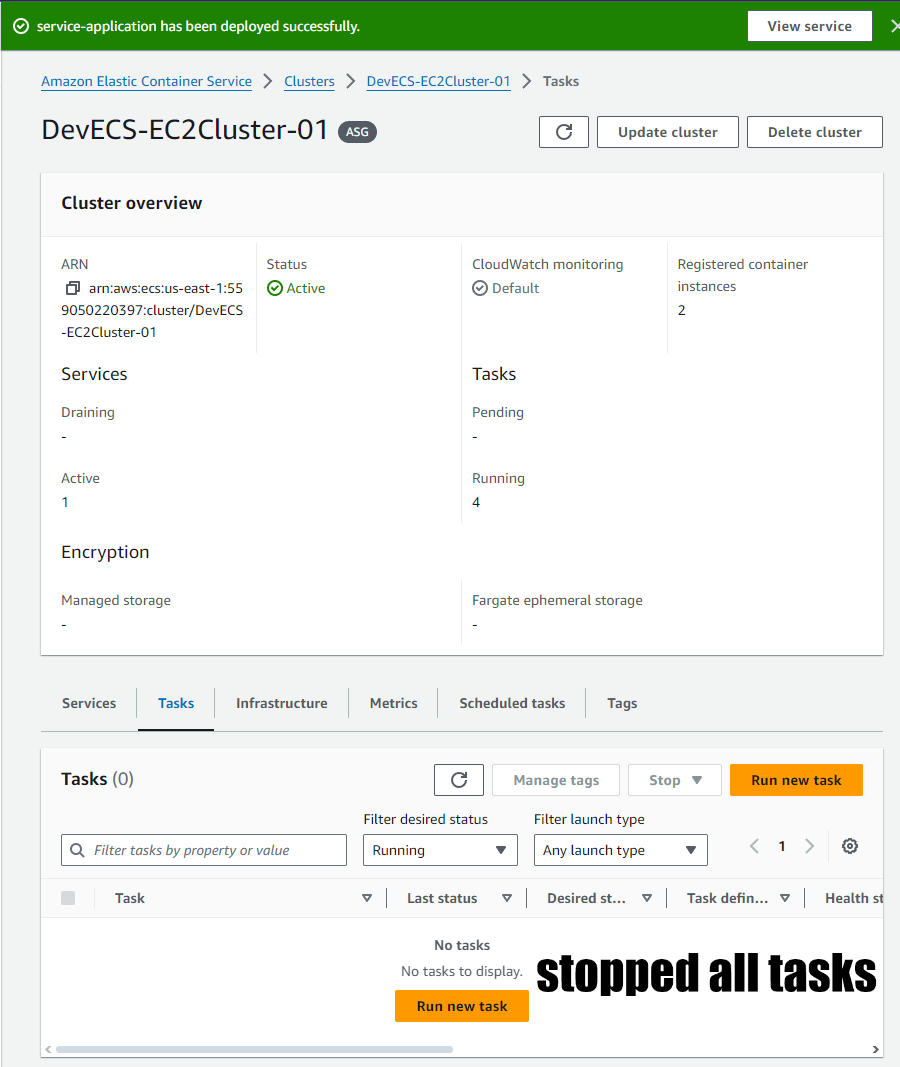 service-application has been deployed successfully.
View service
Amazon Elastic Container Service
Clusters
DevECS-EC2Cluster-01
Tasks
DevECS-EC2Cluster-01
ASG
Update cluster
Delete cluster
Cluster overview
ARN
arn:aws:ecs:us-east-1:55
9050220397:cluster/DevECS
-EC2Cluster-01
Status
Active
CloudWatch monitoring
Default
Registered container
instances
2
Services
Draining
-
Active
1
Tasks
Pending
-
Running
4
Encryption
Managed storage
-
Fargate ephemeral storage
-
Services
Tasks
Infrastructure
Metrics
Scheduled tasks
Tags
Tasks (0)
Manage tags
Stop
Run new task
Filter tasks by property or value
Filter desired status
Running
Filter launch type
Any launch type
1
Task
Last status
Desired st...
Task defin...
Health st
No tasks
No tasks to display.
Run new task
stopped all tasks